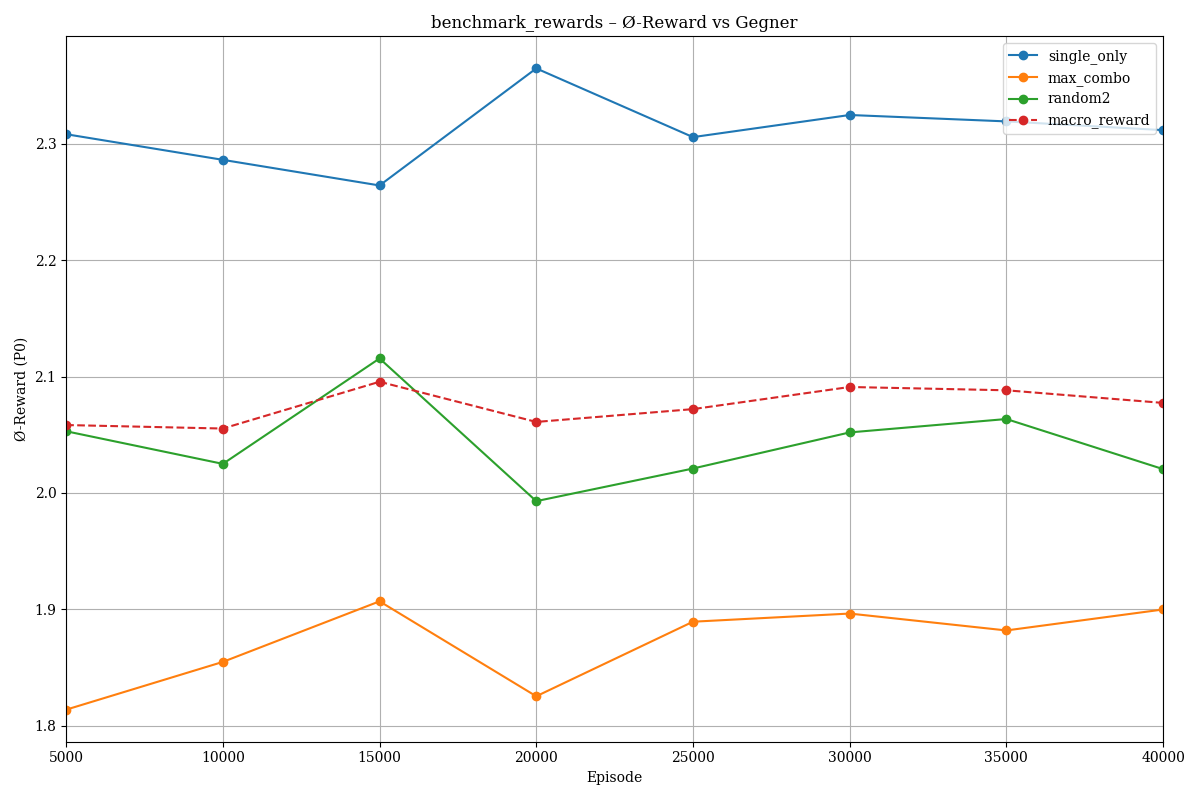 benchmark_rewards – Ø-Reward vs Gegner
single_only
max_combo
random2
macro_reward
Ø-Reward (P0)
2.3
2.2
2.1
2.0
1.9
1.8
5000 10000 15000 20000 25000 30000 35000 40000
Episode